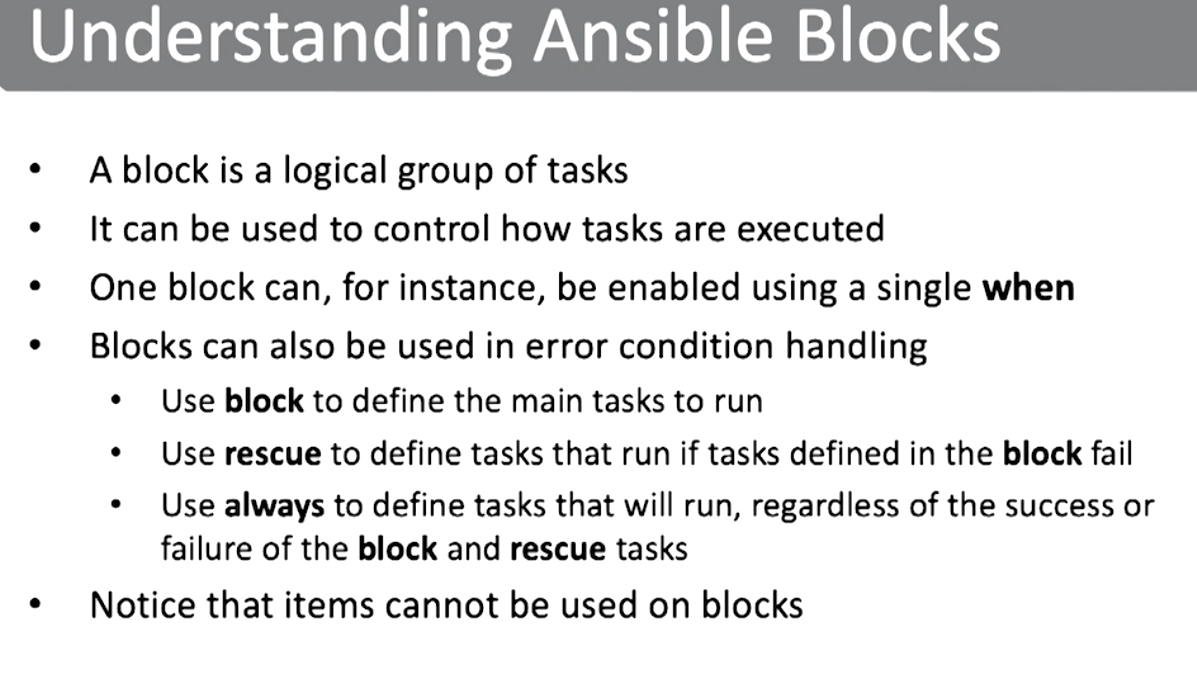 Understanding Ansible Blocks
• A block is a logical group of tasks
• It can be used to control how tasks are executed
• One block can, for instance, be enabled using a single when
• Blocks can also be used in error condition handling
• Use block to define the main tasks to run
• Use rescue to define tasks that run if tasks defined in the block fail
• Use always to define tasks that will run, regardless of the success or
failure of the block and rescue tasks
• Notice that items cannot be used on blocks